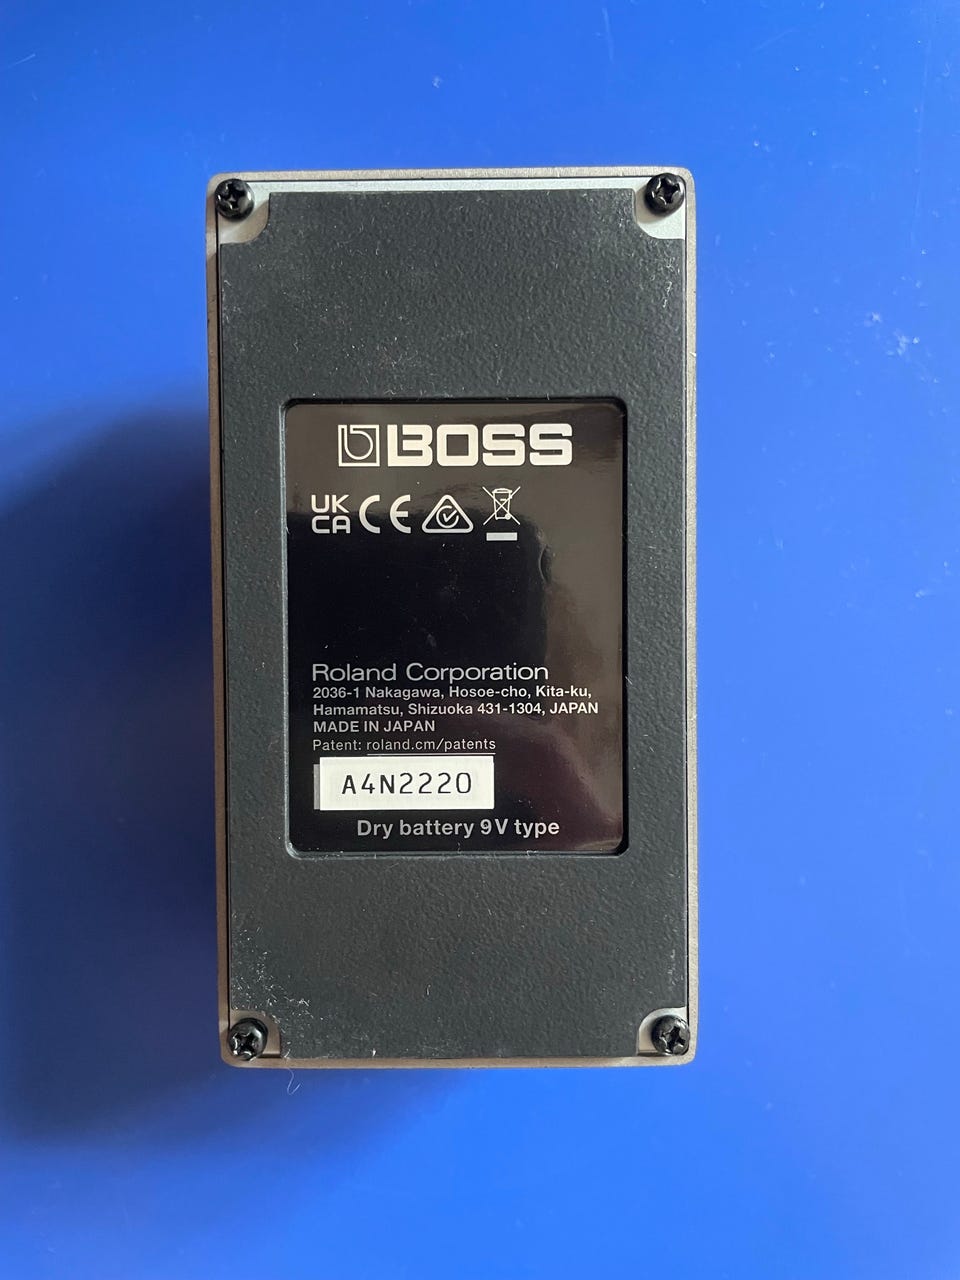 BOSS
UK
CA CE
Roland Corporation
2036-1 Nakagawa, Hosoe-cho, Kita-ku,
Hamamatsu, Shizuoka 431-1304, JAPAN
MADE IN JAPAN
Patent: roland.cm/patents
A4N2220
Dry battery 9V type